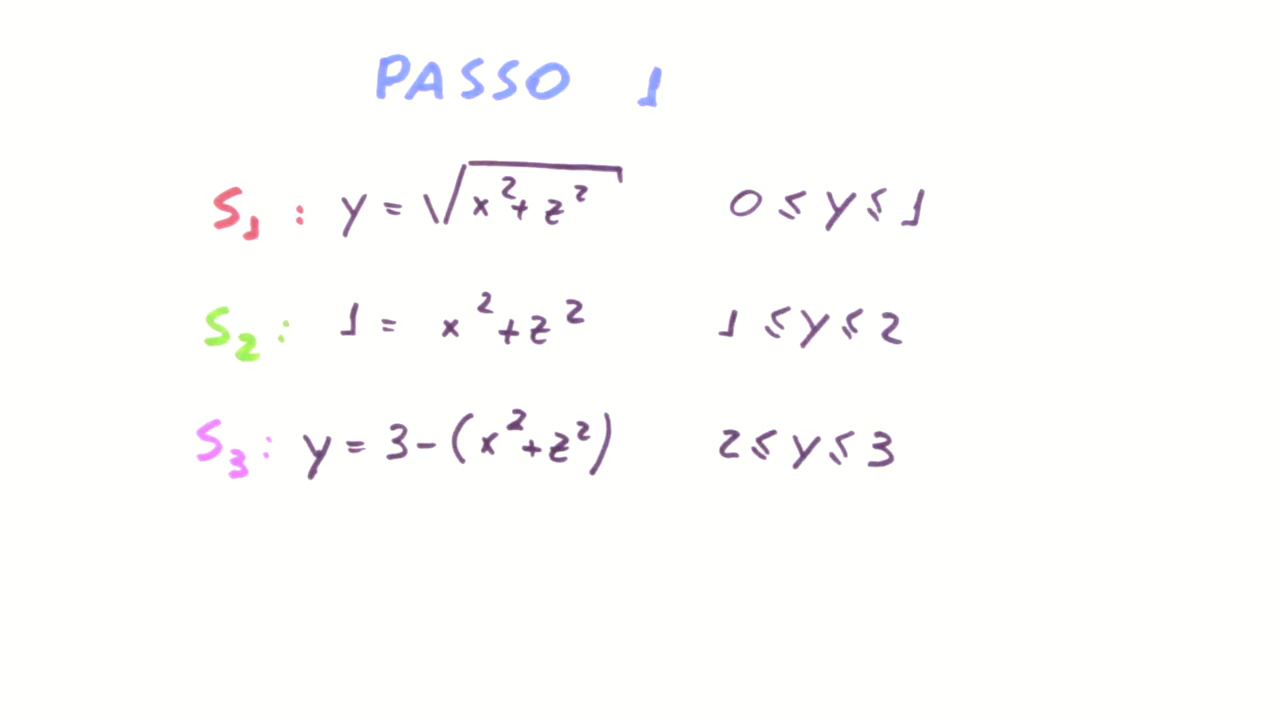 PASSO 1
S₁ : y = √(x² + z²) 0 ≤ y ≤ 1
S₂ : 1 = x² + z² 1 ≤ y ≤ 2
S₃ : y = 3 - (x² + z²) 2 ≤ y ≤ 3